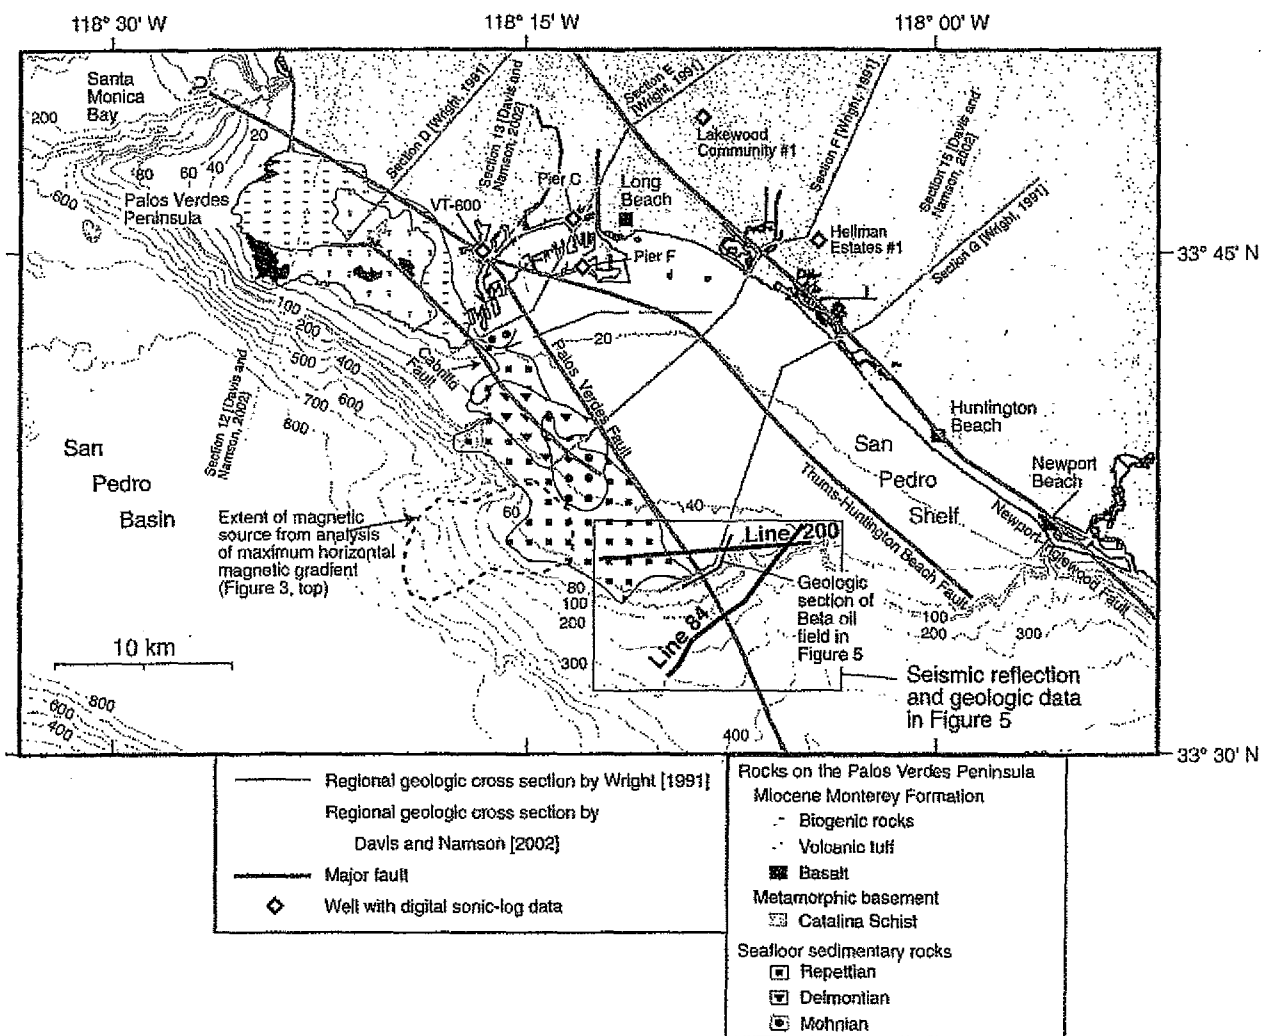 118° 30' W
118° 15' W
118° 00' W
Santa
Monica
Bay
200
20
80
60
40
600
Palos Verdes
Peninsula
Section D [Wright, 1991]
Section 13 [Davis and
Namson, 2002]
Section E
[Wright, 1991]
Lakewood
Community #1
Section F [Wright, 1991]
Section 15 [Davis and
Namson, 2002]
Section G [Wright, 1991]
VT-600
Pier C
Long
Beach
Pier F
Hellman
Estates #1
33° 45' N
100
200
500
400
700
600
800
20
Cabrillo
Fault
Palos Verdes Fault
Section 12 [Davis and
Namson, 2002]
San
Pedro
Basin
Huntington
Beach
Newport
Beach
San
Pedro
Shelf
Thums-Huntington Beach Fault
Newport Inglewood Fault
Extent of magnetic
source from analysis
of maximum horizontal
magnetic gradient
(Figure 3, top)
60
40
Line 200
Line 84
80
100
200
300
Geologic
section of
Beta oil
field in
Figure 5
100
200
300
10 km
Seismic reflection
and geologic data
in Figure 5
800
600
400
400
33° 30' N
Regional geologic cross section by Wright [1991]
Regional geologic cross section by
Davis and Namson [2002]
Major fault
Well with digital sonic-log data
Rocks on the Palos Verdes Peninsula
Miocene Monterey Formation
Biogenic rocks
Volcanic tuff
Basalt
Metamorphic basement
Catalina Schist
Seafloor sedimentary rocks
Repettian
Delmontian
Mohnian